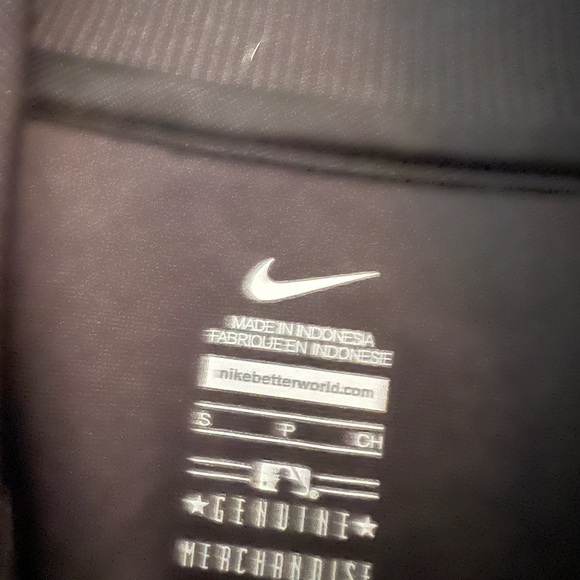 MADE IN INDONESIA
FABRIQUE EN INDONESIE
nikebetterworld.com
S P CH
GENUINE
MERCHANDISE